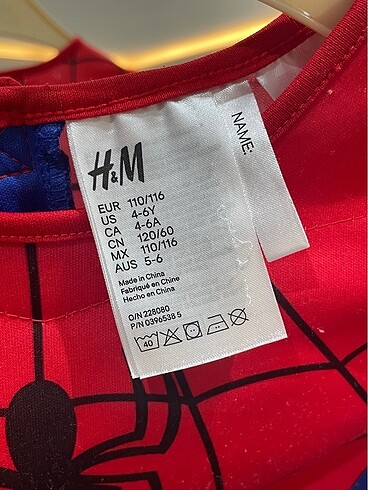 H&M
NAME:
EUR 110/116
US 4-6Y
CA 4-6A
CN 120/60
MX 110/116
AUS 5-6
Made in China
Fabriqué en Chine
Hecho en China
O/N 228080
P/N 0396538 5
40